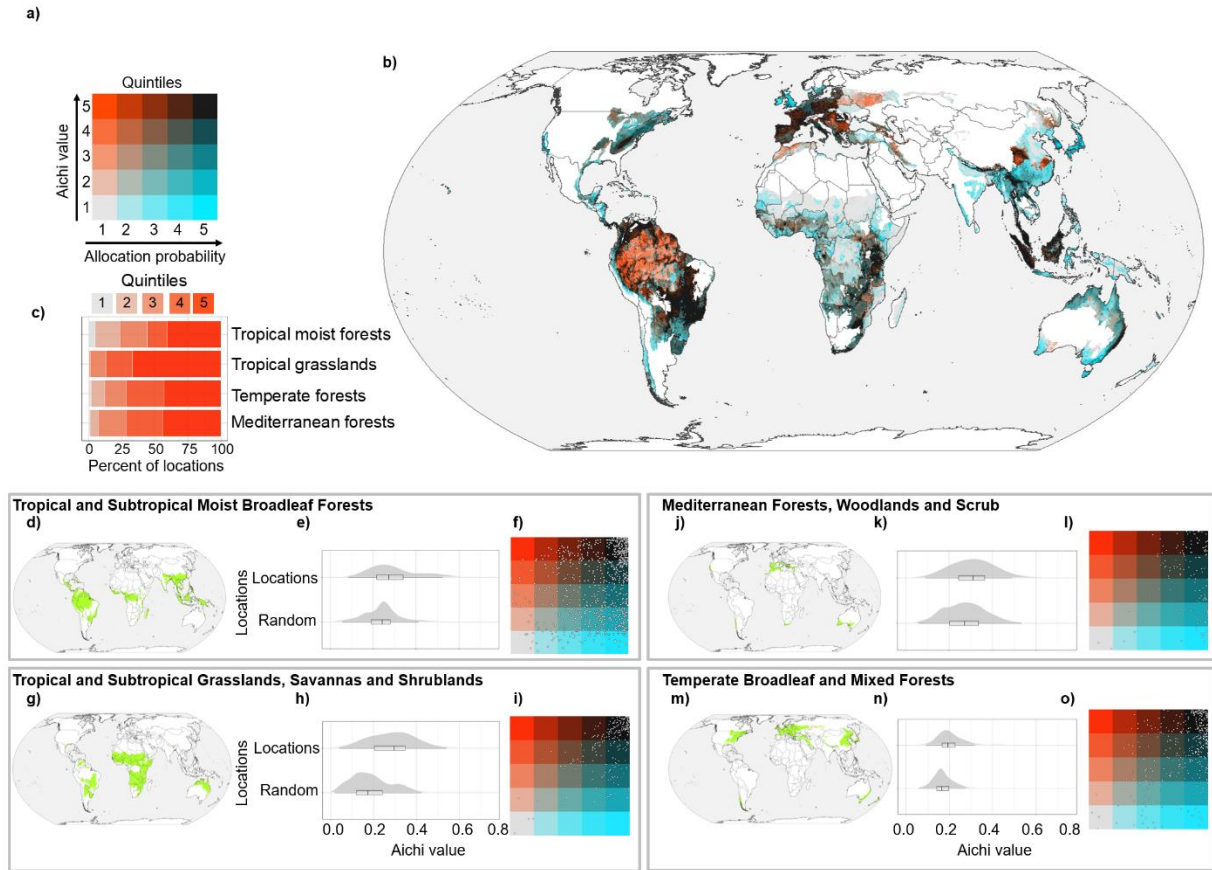 a)
Quintiles
Aichi value
5
4
3
2
1
1 2 3 4 5
Allocation probability
b)
Quintiles
1 2 3 4 5
c)
Tropical moist forests
Tropical grasslands
Temperate forests
Mediterranean forests
0 25 50 75 100
Percent of locations
Tropical and Subtropical Moist Broadleaf Forests
d) e) f)
Locations
Locations
Random
Mediterranean Forests, Woodlands and Scrub
j) k) l)
Tropical and Subtropical Grasslands, Savannas and Shrublands
g) h) i)
Locations
Locations
Random
0.0 0.2 0.4 0.6 0.8
Aichi value
Temperate Broadleaf and Mixed Forests
m) n) o)
0.0 0.2 0.4 0.6 0.8
Aichi value